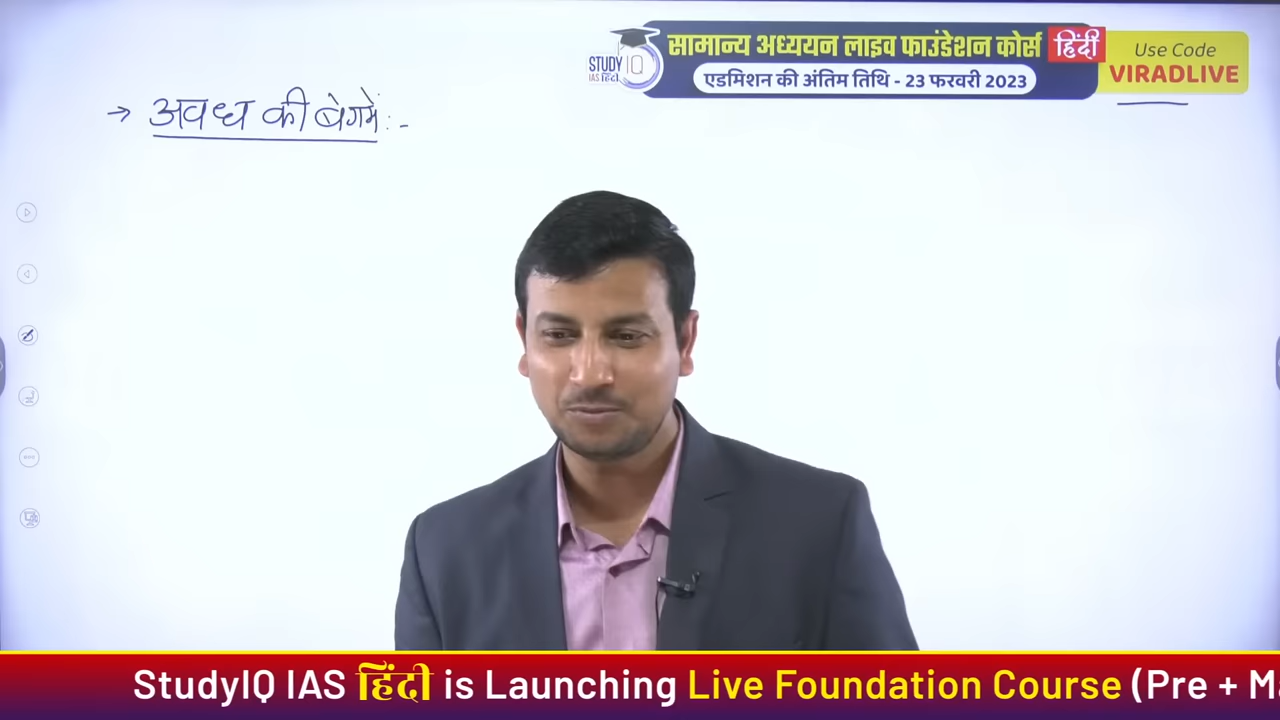 STUDY IQ
IAS हिंदी
सामान्य अध्ययन लाइव फाउंडेशन कोर्स हिंदी
एडमिशन की अंतिम तिथि - 23 फरवरी 2023
Use Code
VIRADLIVE
→ अवध की बेगमें :-
StudyIQ IAS हिंदी is Launching Live Foundation Course (Pre + Ma